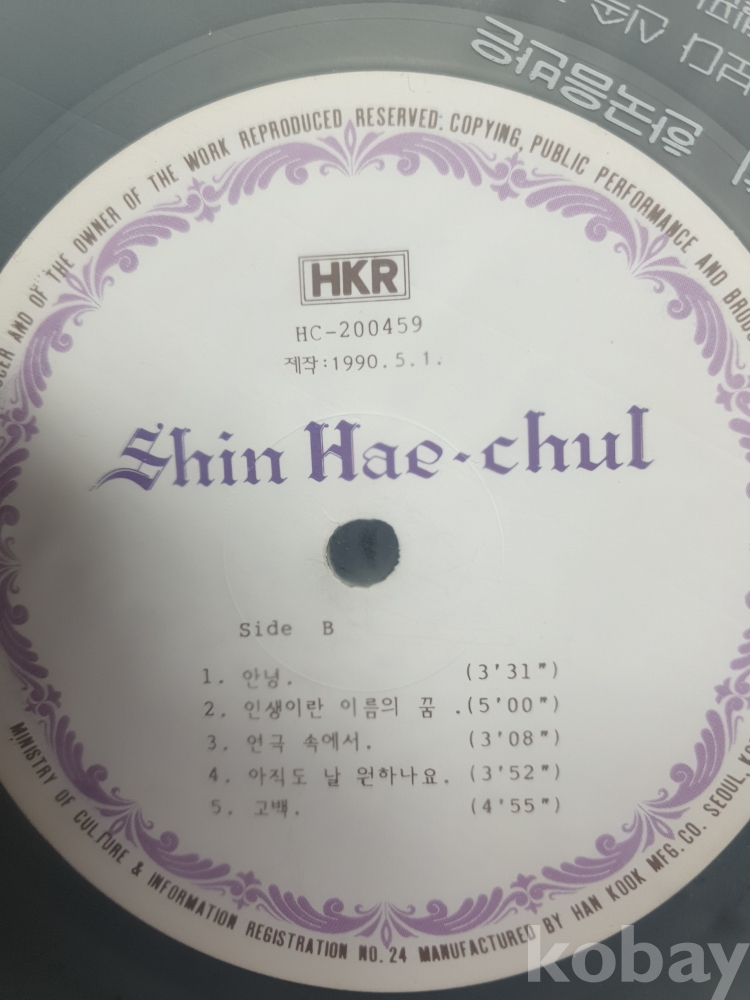 OF THE OWNER OF THE WORK REPRODUCED RESERVED: COPYING, PUBLIC PERFORMANCE AND
HKR
HC-200459
제작:1990.5.1.
Shin Hae-chul
Side B
1. 안녕. (3'31")
2. 인생이란 이름의 꿈 .(5'00")
3. 연극 속에서. (3'08")
4. 아직도 날 원하나요. (3'52")
5. 고백. (4'55")
MINISTRY OF CULTURE & INFORMATION REGISTRATION NO. 24 MANUFACTURED BY HAN KOOK MFG. CO. SEOUL,
kobay